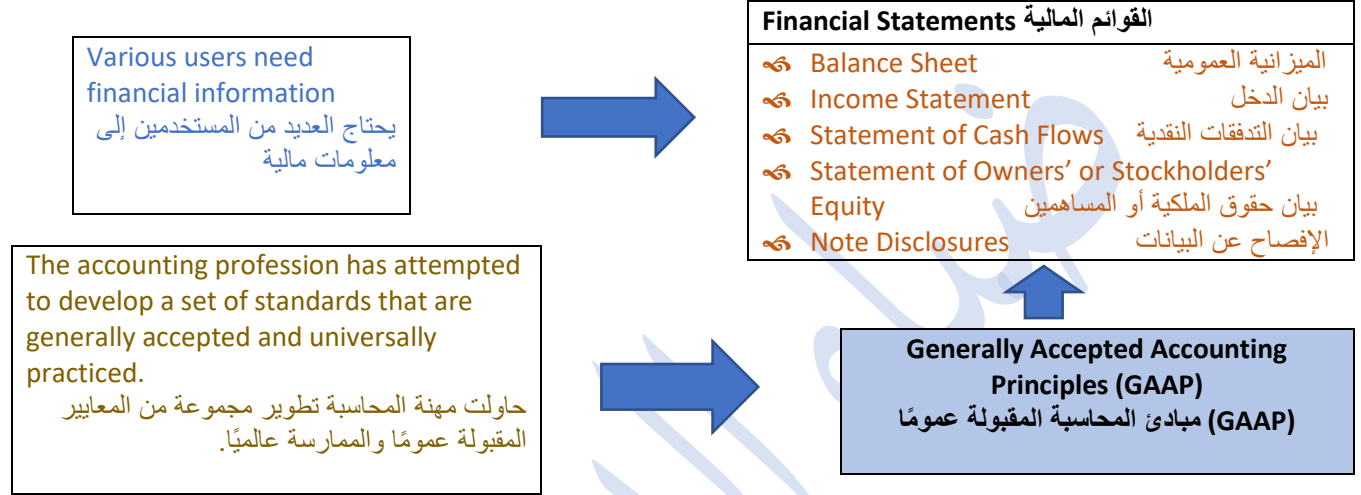 Various users need
financial information
يحتاج العديد من المستخدمين إلى
معلومات مالية
Financial Statements القوائم المالية
Balance Sheet الميزانية العمومية
Income Statement بيان الدخل
Statement of Cash Flows بيان التدفقات النقدية
Statement of Owners’ or Stockholders’
Equity بيان حقوق الملكية أو المساهمين
Note Disclosures الإفصاح عن البيانات
The accounting profession has attempted
to develop a set of standards that are
generally accepted and universally
practiced.
حاولت مهنة المحاسبة تطوير مجموعة من المعايير
المقبولة عمومًا والممارسة عالميًا.
Generally Accepted Accounting
Principles (GAAP)
مبادئ المحاسبة المقبولة عمومًا (GAAP)